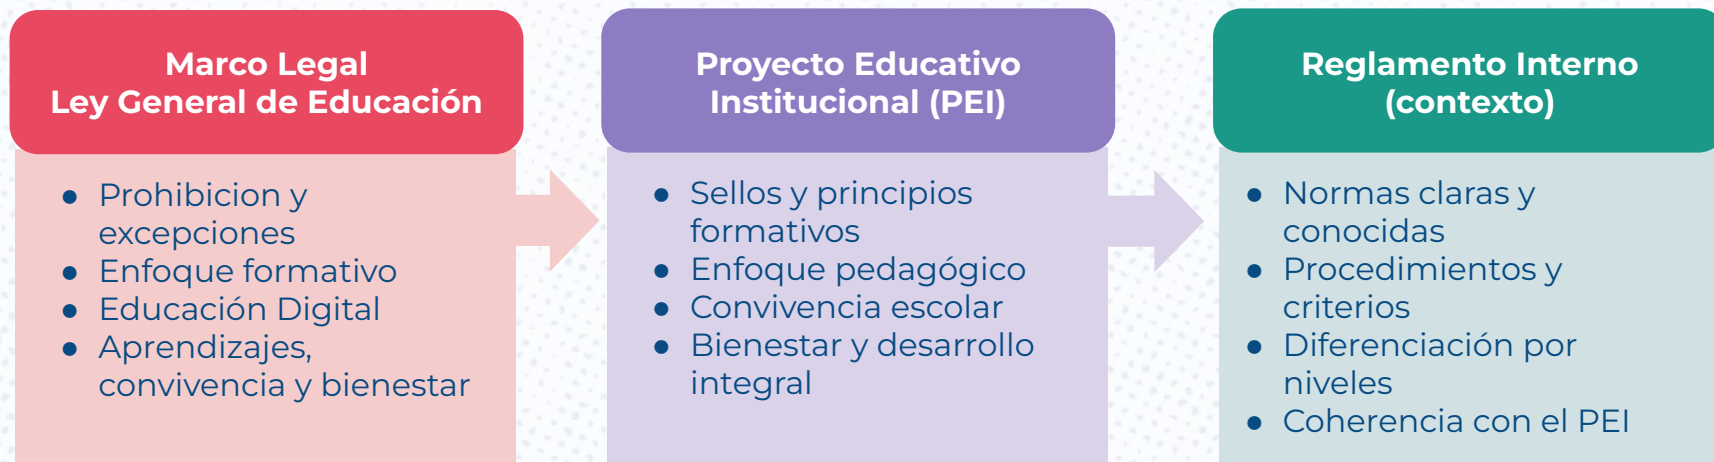 Marco Legal
Ley General de Educación
● Prohibicion y
excepciones
● Enfoque formativo
● Educación Digital
● Aprendizajes,
convivencia y bienestar
Proyecto Educativo
Institucional (PEI)
● Sellos y principios
formativos
● Enfoque pedagógico
● Convivencia escolar
● Bienestar y desarrollo
integral
Reglamento Interno
(contexto)
● Normas claras y
conocidas
● Procedimientos y
criterios
● Diferenciación por
niveles
● Coherencia con el PEI